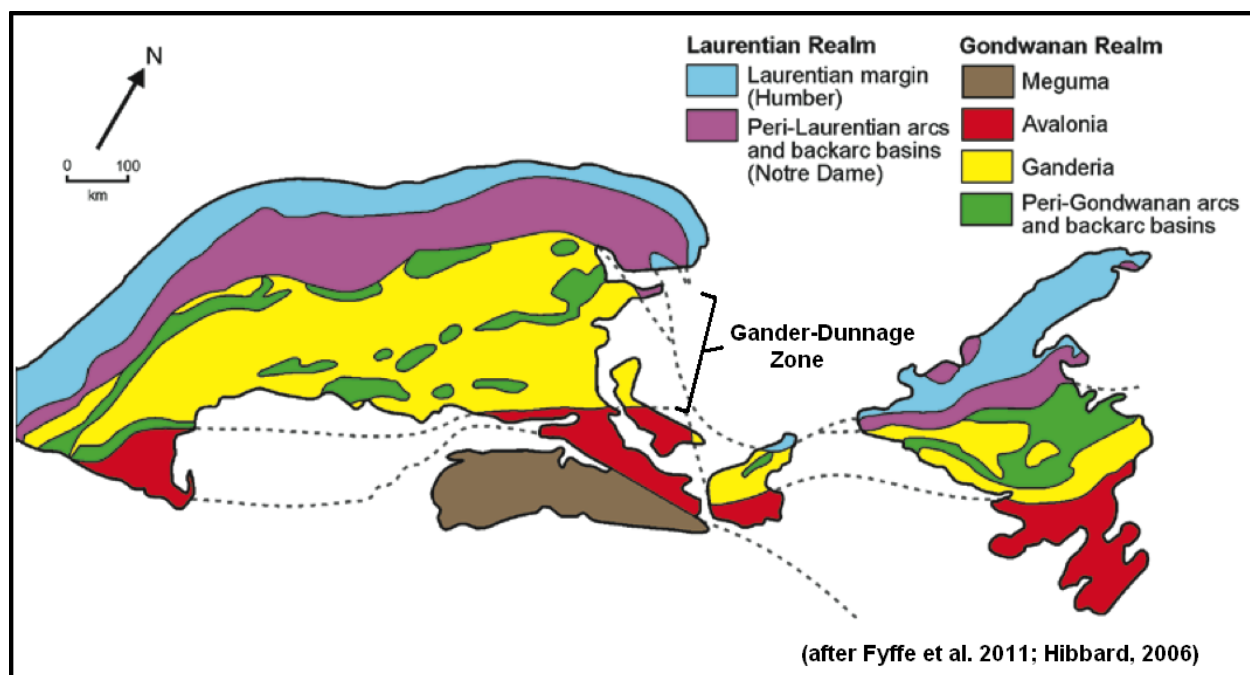 N
0 100
km
Laurentian Realm
Laurentian margin
(Humber)
Peri-Laurentian arcs
and backarc basins
(Notre Dame)
Gondwanan Realm
Meguma
Avalonia
Ganderia
Peri-Gondwanan arcs
and backarc basins
Gander-Dunnage
Zone
(after Fyffe et al. 2011; Hibbard, 2006)